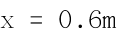 x = 0.6m